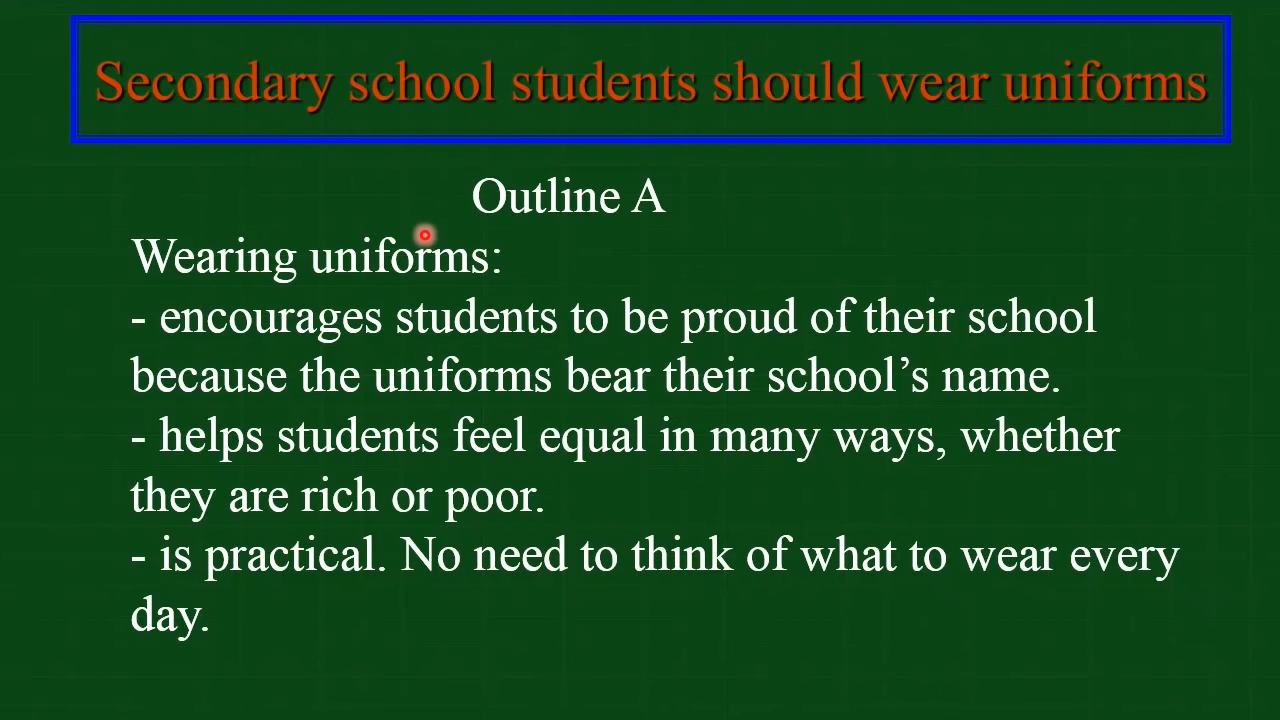 Secondary school students should wear uniforms
Outline A
Wearing uniforms:
- encourages students to be proud of their school
because the uniforms bear their school’s name.
- helps students feel equal in many ways, whether
they are rich or poor.
- is practical. No need to think of what to wear every
day.